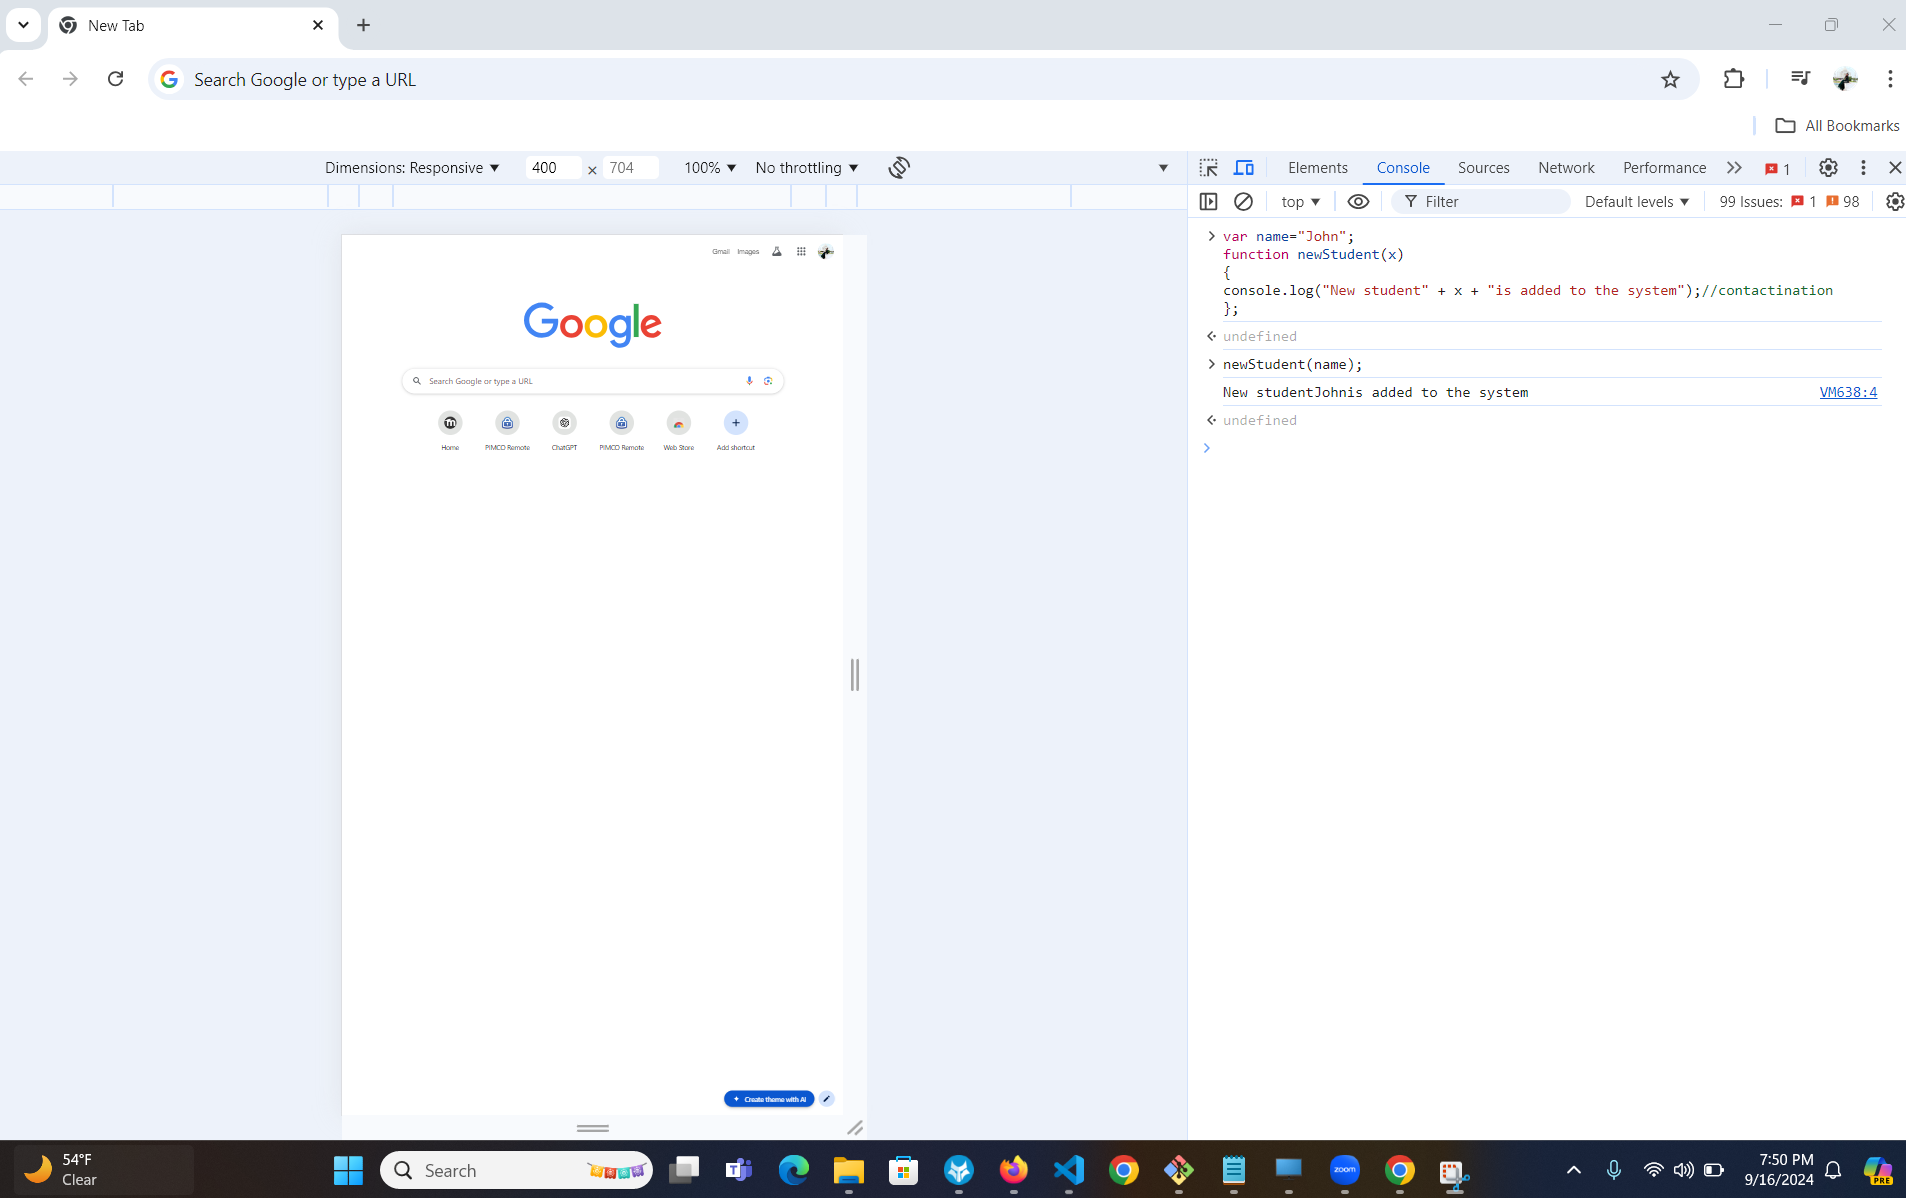 New Tab
Search Google or type a URL
All Bookmarks
Dimensions: Responsive 400 × 704 100% No throttling
Elements Console Sources Network Performance 1
top Filter Default levels 99 Issues: 1 98
Gmail Images
Google
Search Google or type a URL
Home PIMCO Remote ChatGPT PIMCO Remote Web Store Add shortcut
Create theme with AI
var name="John";
function newStudent(x)
{
console.log("New student" + x + "is added to the system");//contactination
};
undefined
newStudent(name);
New studentJohnis added to the system VM638:4
undefined
54°F
Clear
Search
zoom
7:50 PM
9/16/2024
PRE